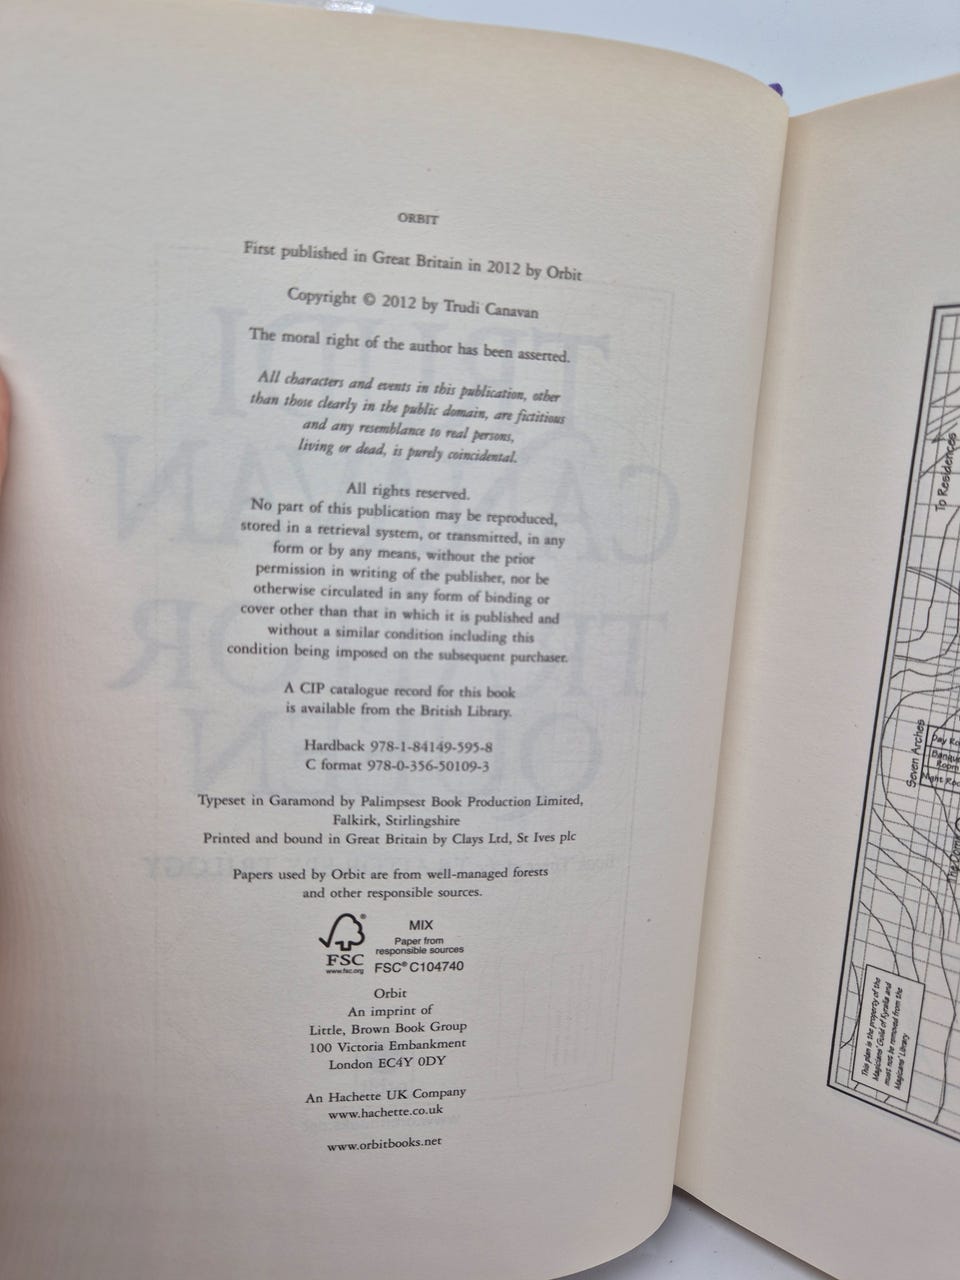 ORBIT
First published in Great Britain in 2012 by Orbit
Copyright © 2012 by Trudi Canavan
The moral right of the author has been asserted.
All characters and events in this publication, other
than those clearly in the public domain, are fictitious
and any resemblance to real persons,
living or dead, is purely coincidental.
All rights reserved.
No part of this publication may be reproduced,
stored in a retrieval system, or transmitted, in any
form or by any means, without the prior
permission in writing of the publisher, nor be
otherwise circulated in any form of binding or
cover other than that in which it is published and
without a similar condition including this
condition being imposed on the subsequent purchaser.
A CIP catalogue record for this book
is available from the British Library.
Hardback 978-1-84149-595-8
C format 978-0-356-50109-3
Typeset in Garamond by Palimpsest Book Production Limited,
Falkirk, Stirlingshire
Printed and bound in Great Britain by Clays Ltd, St Ives plc
Papers used by Orbit are from well-managed forests
and other responsible sources.
FSC
www.fsc.org
MIX
Paper from
responsible sources
FSC® C104740
Orbit
An imprint of
Little, Brown Book Group
100 Victoria Embankment
London EC4Y 0DY
An Hachette UK Company
www.hachette.co.uk
www.orbitbooks.net
To Residences
Seven Arches
This plan is the property of the
Magicians' Guild of Kyralia and
must not be removed from the
Magicians' Library